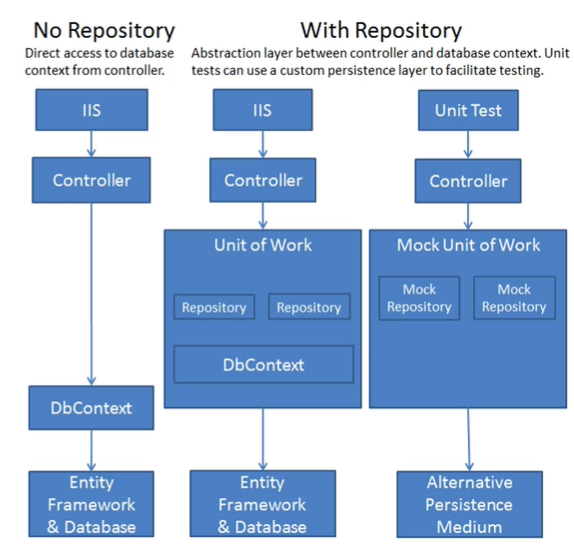 No Repository
Direct access to database
context from controller.
With Repository
Abstraction layer between controller and database context. Unit
tests can use a custom persistence layer to facilitate testing.
IIS
Controller
DbContext
Entity
Framework
& Database
IIS
Controller
Unit of Work
Repository
Repository
DbContext
Entity
Framework
& Database
Unit Test
Controller
Mock Unit of Work
Mock
Repository
Mock
Repository
Alternative
Persistence
Medium